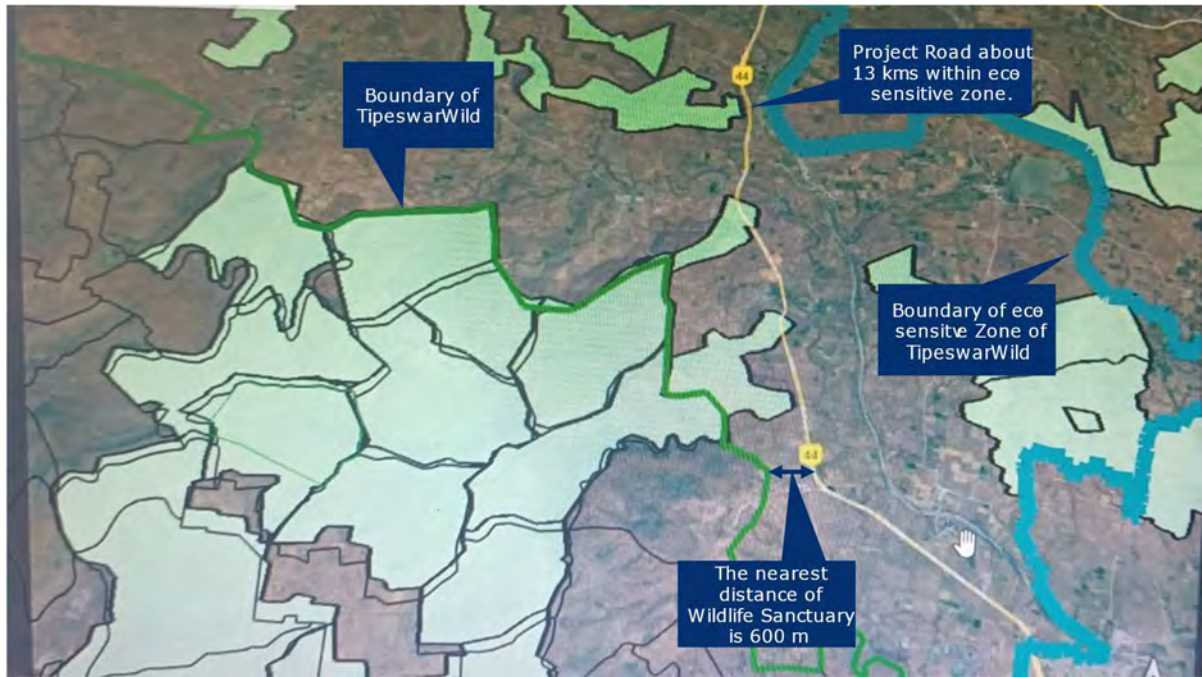 Project Road about
13 kms within eco
sensitive zone.
44
Boundary of
TipeswarWild
Boundary of eco
sensitive Zone of
TipeswarWild
44
The nearest
distance of
Wildlife Sanctuary
is 600 m